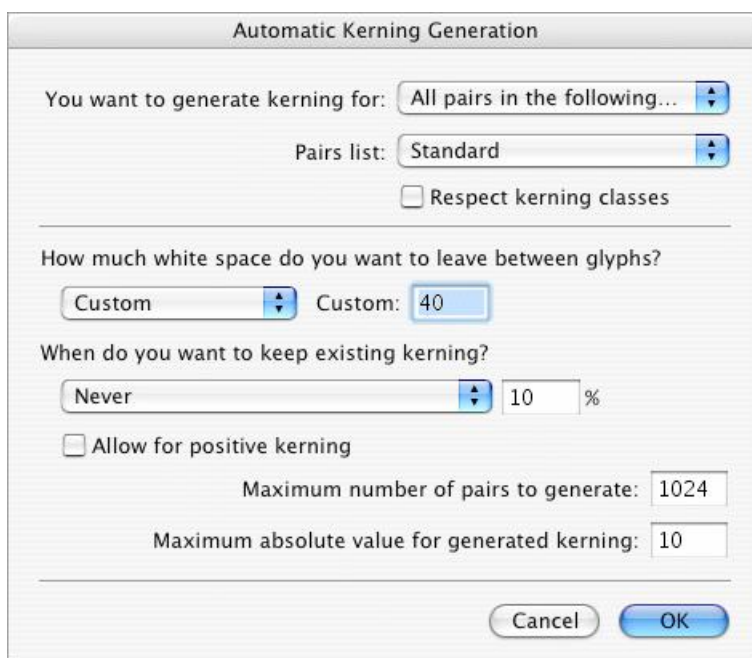 Automatic Kerning Generation
You want to generate kerning for: All pairs in the following...
Pairs list: Standard
Respect kerning classes
How much white space do you want to leave between glyphs?
Custom Custom: 40
When do you want to keep existing kerning?
Never 10 %
Allow for positive kerning
Maximum number of pairs to generate: 1024
Maximum absolute value for generated kerning: 10
Cancel OK